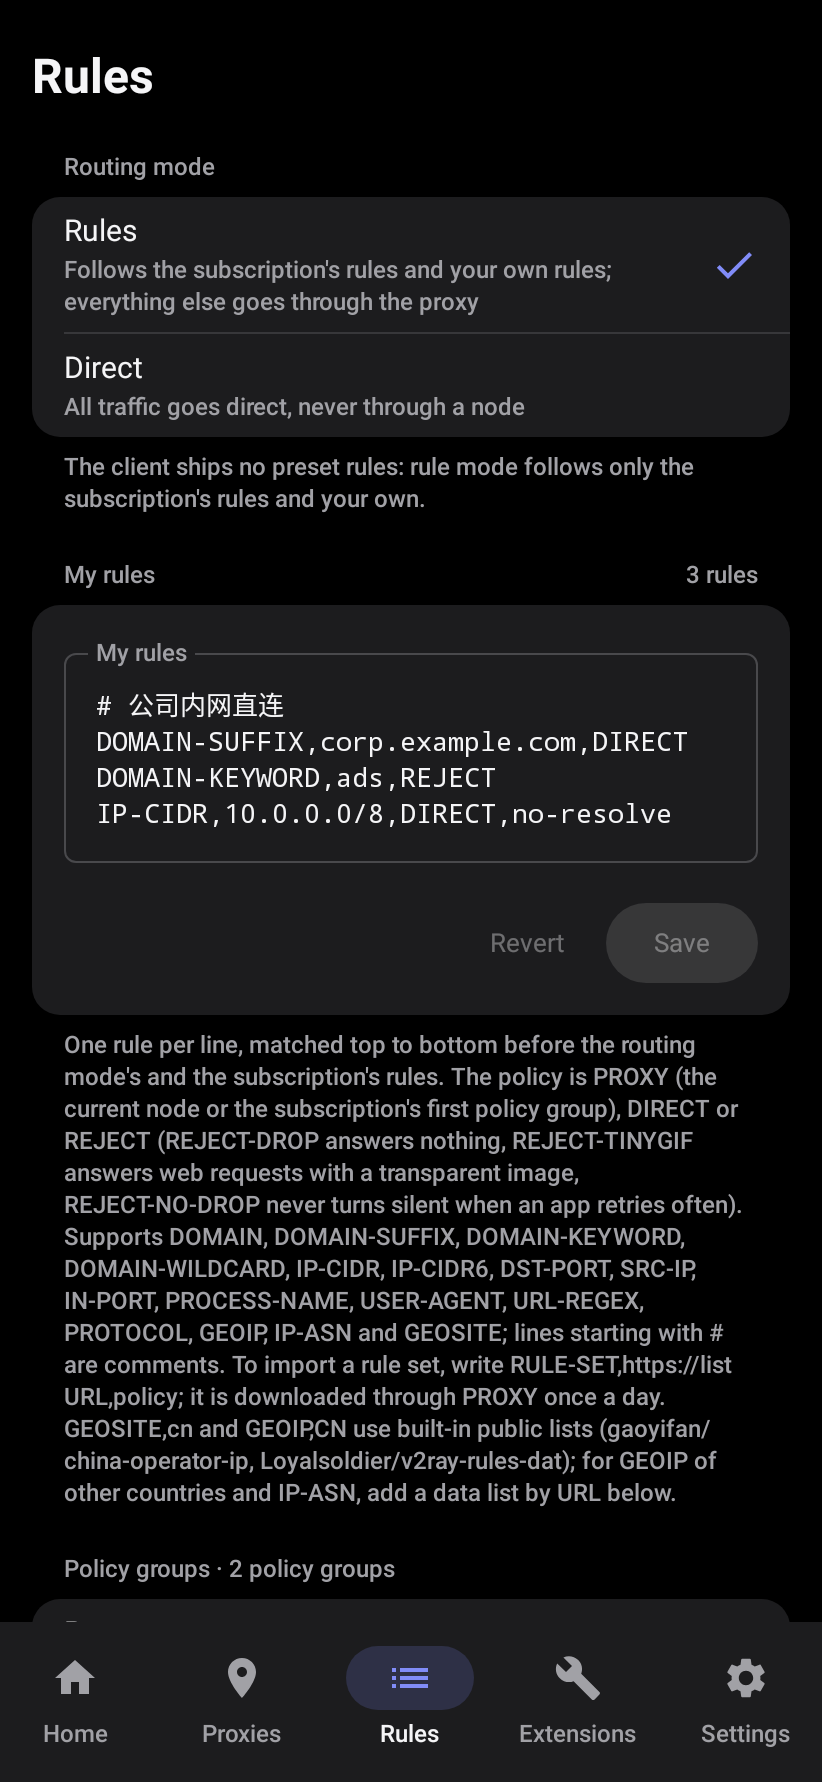 Rules
Routing mode
Rules
Follows the subscription's rules and your own rules;
everything else goes through the proxy
Direct
All traffic goes direct, never through a node
The client ships no preset rules: rule mode follows only the
subscription's rules and your own.
My rules 3 rules
My rules
# 公司内网直连
DOMAIN-SUFFIX,corp.example.com,DIRECT
DOMAIN-KEYWORD,ads,REJECT
IP-CIDR,10.0.0.0/8,DIRECT,no-resolve
Revert Save
One rule per line, matched top to bottom before the routing
mode's and the subscription's rules. The policy is PROXY (the
current node or the subscription's first policy group), DIRECT or
REJECT (REJECT-DROP answers nothing, REJECT-TINYGIF
answers web requests with a transparent image,
REJECT-NO-DROP never turns silent when an app retries often).
Supports DOMAIN, DOMAIN-SUFFIX, DOMAIN-KEYWORD,
DOMAIN-WILDCARD, IP-CIDR, IP-CIDR6, DST-PORT, SRC-IP,
IN-PORT, PROCESS-NAME, USER-AGENT, URL-REGEX,
PROTOCOL, GEOIP, IP-ASN and GEOSITE; lines starting with #
are comments. To import a rule set, write RULE-SET,https://list
URL,policy; it is downloaded through PROXY once a day.
GEOSITE,cn and GEOIP,CN use built-in public lists (gaoyifan/
china-operator-ip, Loyalsoldier/v2ray-rules-dat); for GEOIP of
other countries and IP-ASN, add a data list by URL below.
Policy groups · 2 policy groups
Home Proxies Rules Extensions Settings